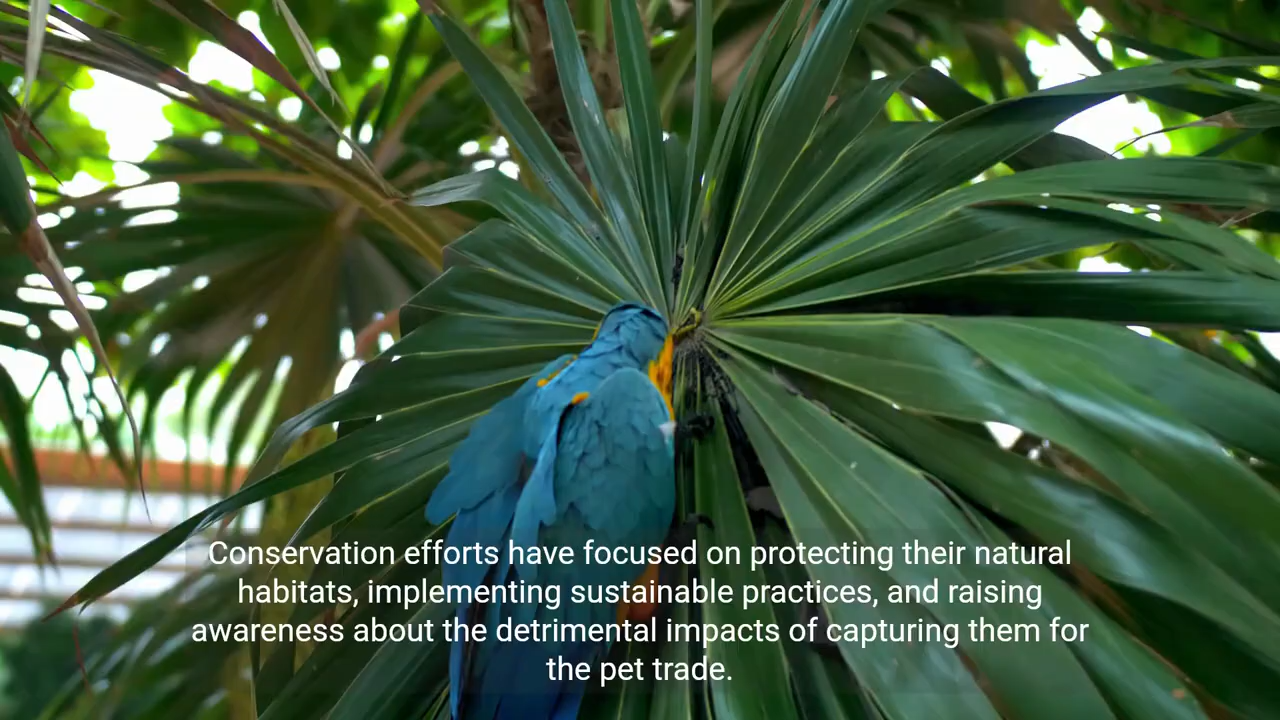 Conservation efforts have focused on protecting their natural
habitats, implementing sustainable practices, and raising
awareness about the detrimental impacts of capturing them for
the pet trade.